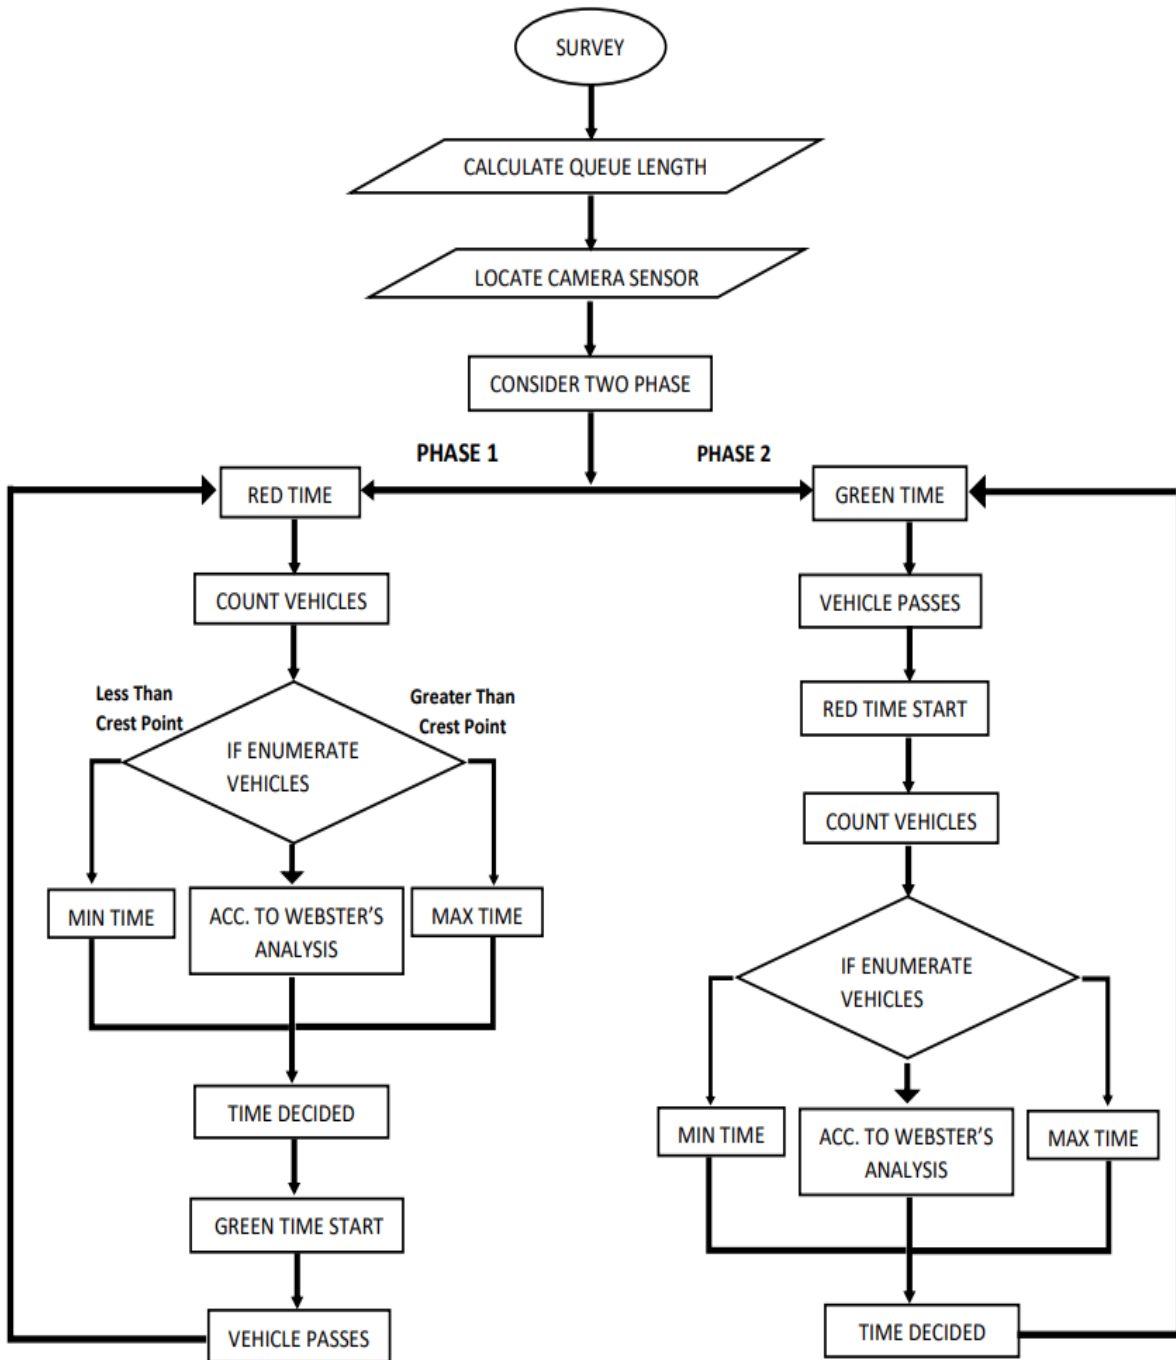 SURVEY
CALCULATE QUEUE LENGTH
LOCATE CAMERA SENSOR
CONSIDER TWO PHASE
PHASE 1
PHASE 2
RED TIME
COUNT VEHICLES
Less Than
Crest Point
Greater Than
Crest Point
IF ENUMERATE
VEHICLES
MIN TIME
ACC. TO WEBSTER'S
ANALYSIS
MAX TIME
TIME DECIDED
GREEN TIME START
VEHICLE PASSES
GREEN TIME
VEHICLE PASSES
RED TIME START
COUNT VEHICLES
IF ENUMERATE
VEHICLES
MIN TIME
ACC. TO WEBSTER'S
ANALYSIS
MAX TIME
TIME DECIDED